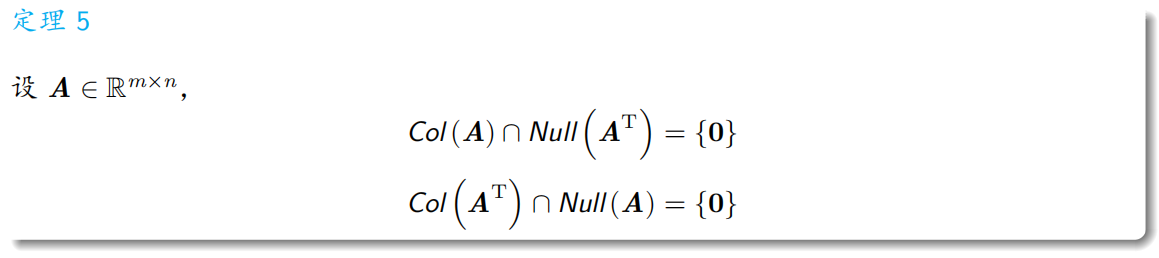 定理 5
设 A ∈ ℝ^{m×n},
Col(A) ∩ Null(A^T) = {0}
Col(A^T) ∩ Null(A) = {0}